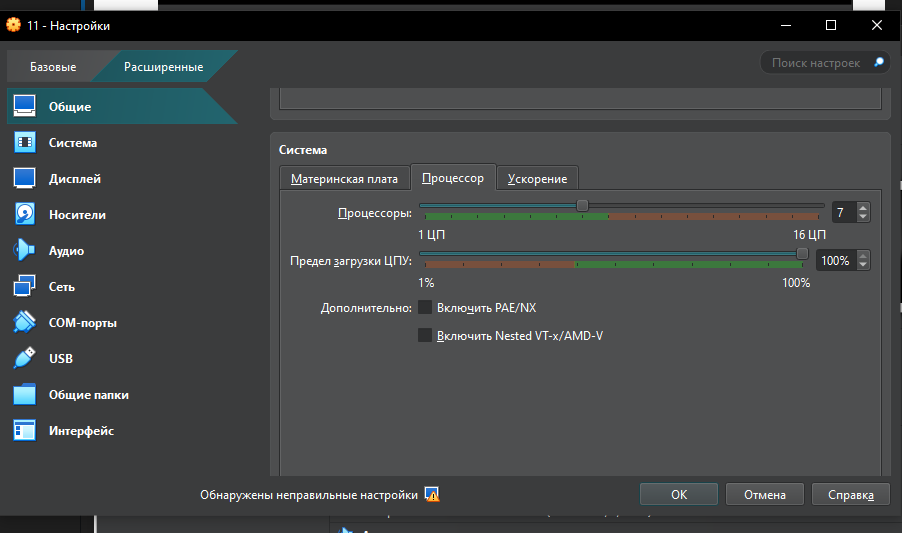 11 - Настройки
Базовые
Расширенные
Поиск настроек
Общие
Система
Дисплей
Носители
Аудио
Сеть
COM-порты
USB
Общие папки
Интерфейс
Система
Материнская плата
Процессор
Ускорение
Процессоры:
7
1 ЦП
16 ЦП
Предел загрузки ЦПУ:
100%
1%
100%
Дополнительно:
Включить PAE/NX
Включить Nested VT-x/AMD-V
Обнаружены неправильные настройки
OK
Отмена
Справка